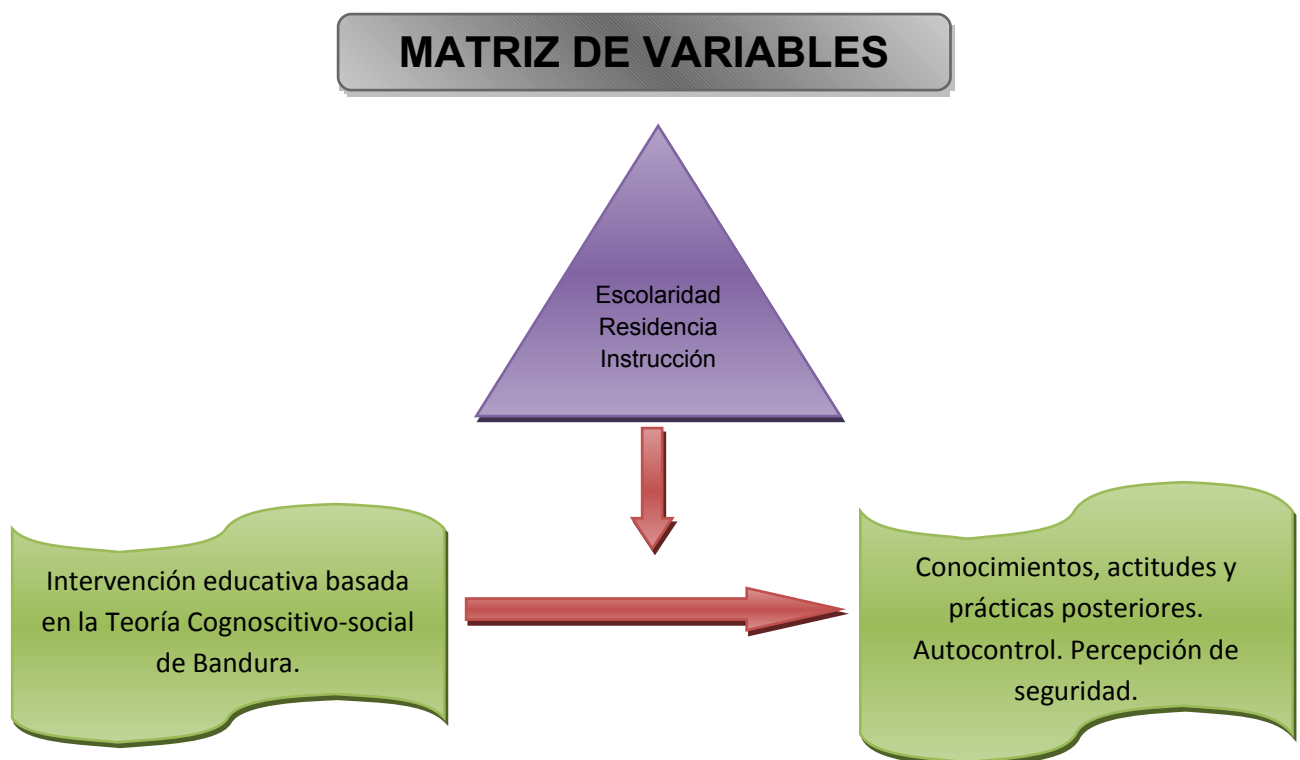 MATRIZ DE VARIABLES
Escolaridad
Residencia
Instrucción
Intervención educativa basada
en la Teoría Cognoscitivo-social
de Bandura.
Conocimientos, actitudes y
prácticas posteriores.
Autocontrol. Percepción de
seguridad.